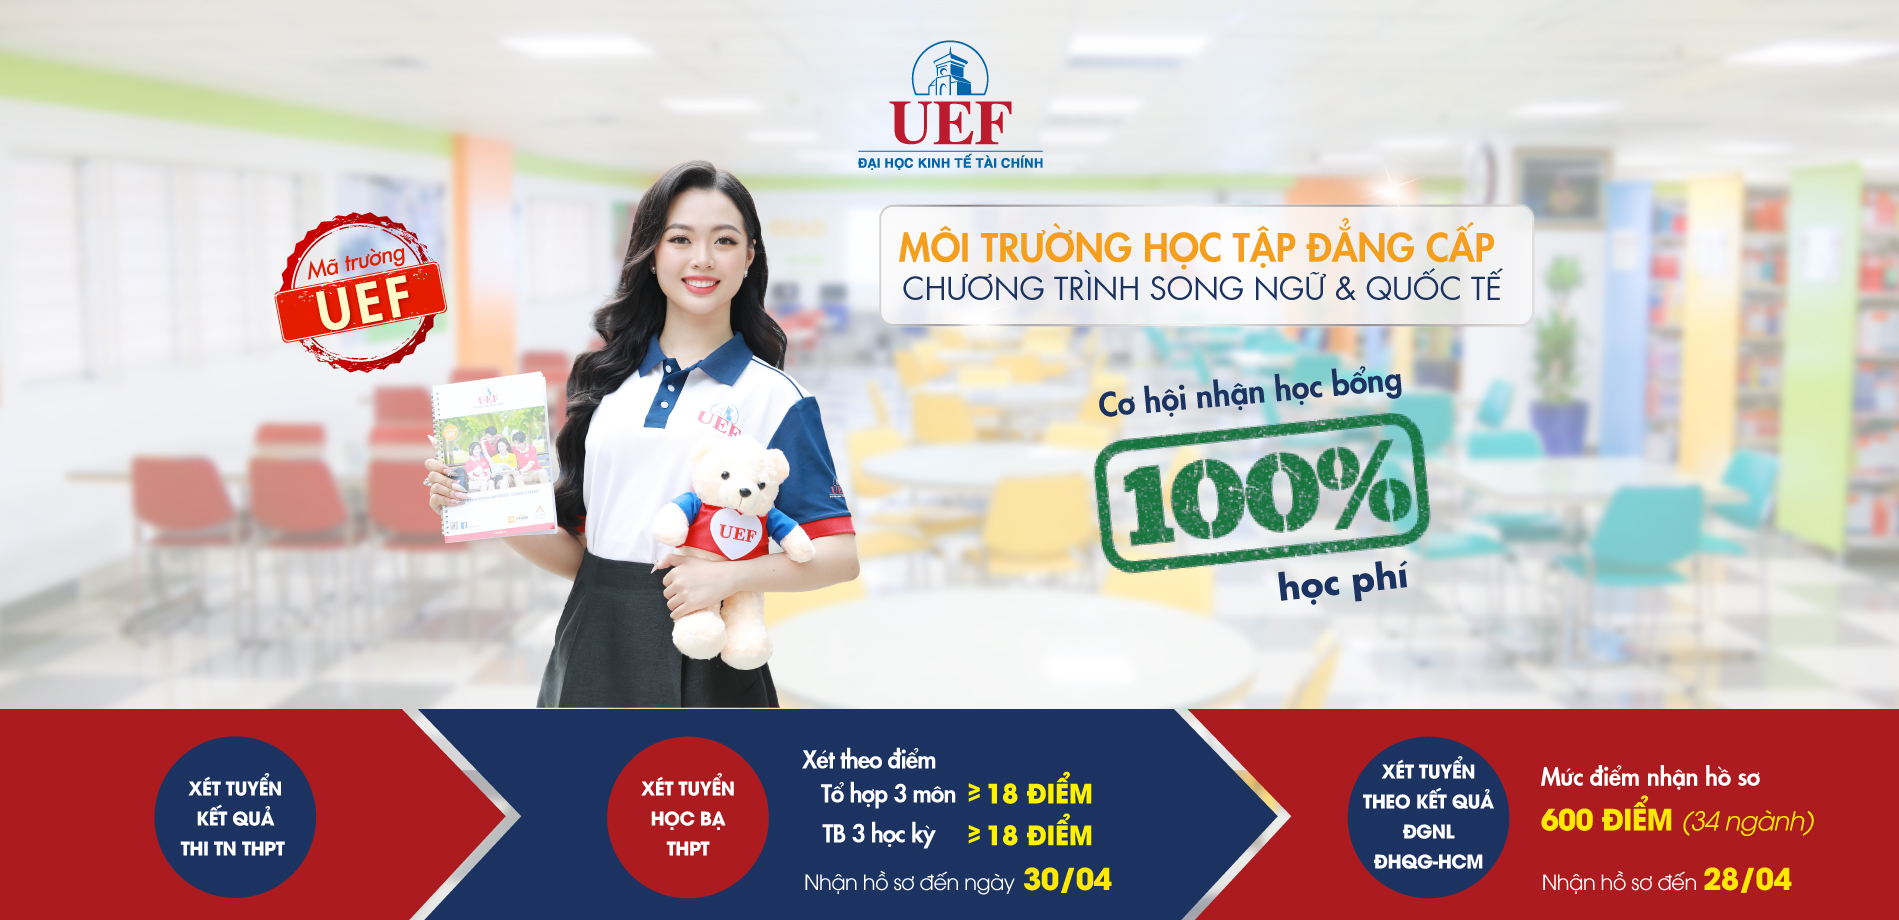 UEF
ĐẠI HỌC KINH TẾ TÀI CHÍNH
Mã trường
UEF
MÔI TRƯỜNG HỌC TẬP ĐẲNG CẤP
CHƯƠNG TRÌNH SONG NGỮ & QUỐC TẾ
Cơ hội nhận học bổng
100%
học phí
UEF
UEF
UEF
XÉT TUYỂN
KẾT QUẢ
THI TN THPT
XÉT TUYỂN
HỌC BẠ
THPT
Xét theo điểm
Tổ hợp 3 môn ≥ 18 ĐIỂM
TB 3 học kỳ ≥ 18 ĐIỂM
Nhận hồ sơ đến ngày 30/04
XÉT TUYỂN
THEO KẾT QUẢ
ĐGNL
ĐHQG-HCM
Mức điểm nhận hồ sơ
600 ĐIỂM (34 ngành)
Nhận hồ sơ đến 28/04